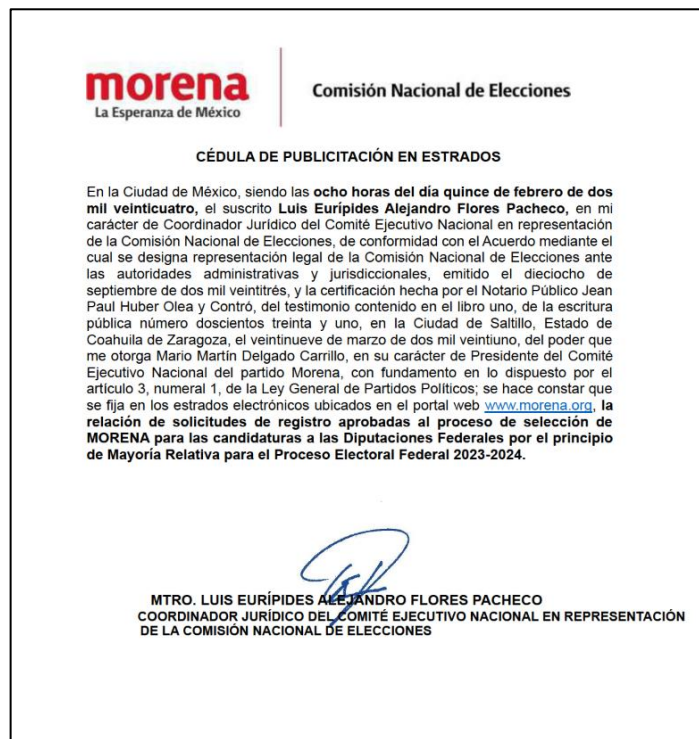 morena
La Esperanza de México
Comisión Nacional de Elecciones
CÉDULA DE PUBLICITACIÓN EN ESTRADOS
En la Ciudad de México, siendo las ocho horas del día quince de febrero de dos
mil veinticuatro, el suscrito Luis Eurípides Alejandro Flores Pacheco, en mi
carácter de Coordinador Jurídico del Comité Ejecutivo Nacional en representación
de la Comisión Nacional de Elecciones, de conformidad con el Acuerdo mediante el
cual se designa representación legal de la Comisión Nacional de Elecciones ante
las autoridades administrativas y jurisdiccionales, emitido el dieciocho de
septiembre de dos mil veintitrés, y la certificación hecha por el Notario Público Jean
Paul Huber Olea y Contró, del testimonio contenido en el libro uno, de la escritura
pública número doscientos treinta y uno, en la Ciudad de Saltillo, Estado de
Coahuila de Zaragoza, el veintinueve de marzo de dos mil veintiuno, del poder que
me otorga Mario Martín Delgado Carrillo, en su carácter de Presidente del Comité
Ejecutivo Nacional del partido Morena, con fundamento en lo dispuesto por el
artículo 3, numeral 1, de la Ley General de Partidos Políticos; se hace constar que
se fija en los estrados electrónicos ubicados en el portal web www.morena.org, la
relación de solicitudes de registro aprobadas al proceso de selección de
MORENA para las candidaturas a las Diputaciones Federales por el principio
de Mayoría Relativa para el Proceso Electoral Federal 2023-2024.
MTRO. LUIS EURÍPIDES ALEJANDRO FLORES PACHECO
COORDINADOR JURÍDICO DEL COMITÉ EJECUTIVO NACIONAL EN REPRESENTACIÓN
DE LA COMISIÓN NACIONAL DE ELECCIONES